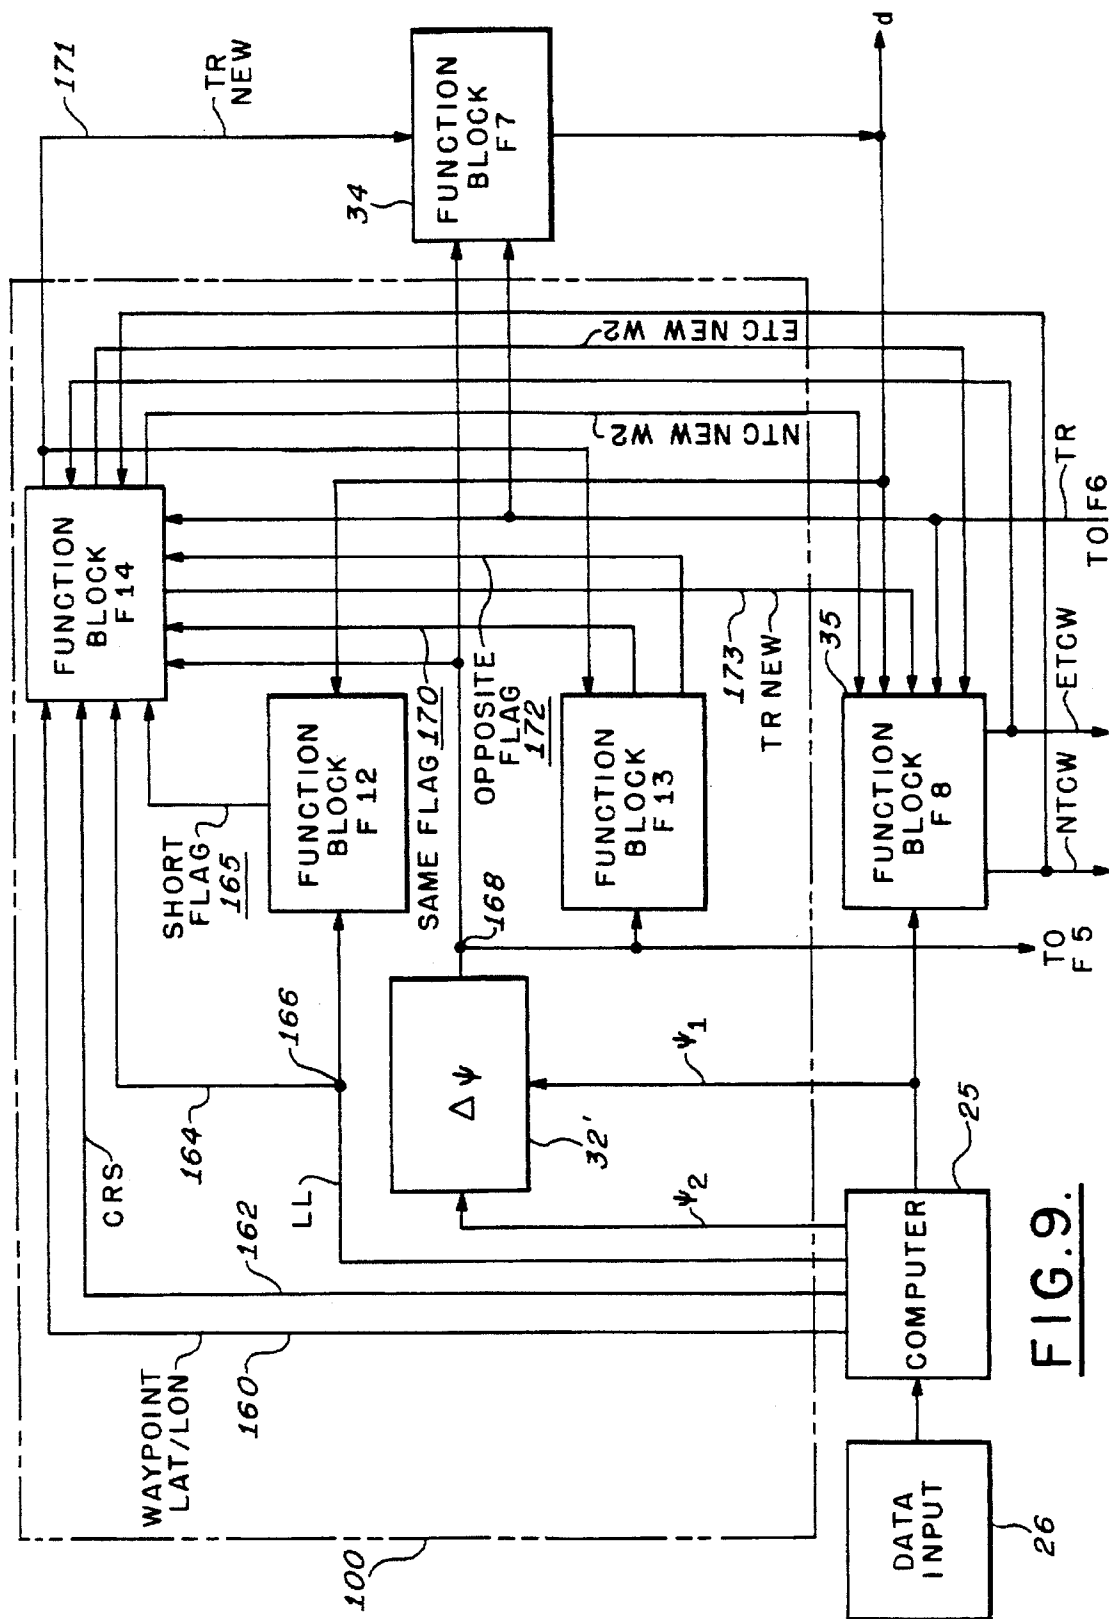 171
TR
NEW
FUNCTION
BLOCK
F7
34
d
FUNCTION
BLOCK
F14
ETC NEW W2
NTC NEW W2
TR
TO F6
SHORT
FLAG
165
FUNCTION
BLOCK
F12
SAME FLAG 170
OPPOSITE
FLAG
172
FUNCTION
BLOCK
F13
173
TR NEW
35
FUNCTION
BLOCK
F8
ETCW
NTCW
168
TO
F5
166
164
CRS
162
LL
Δψ
32'
ψ1
ψ2
WAYPOINT
LAT/LON
160
100
COMPUTER
25
DATA
INPUT
26
FIG.9.